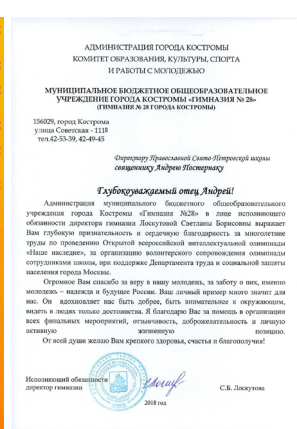 АДМИНИСТРАЦИЯ ГОРОДА КОСТРОМЫ
КОМИТЕТ ОБРАЗОВАНИЯ, КУЛЬТУРЫ, СПОРТА
И РАБОТЫ С МОЛОДЕЖЬЮ
МУНИЦИПАЛЬНОЕ БЮДЖЕТНОЕ ОБЩЕОБРАЗОВАТЕЛЬНОЕ
УЧРЕЖДЕНИЕ ГОРОДА КОСТРОМЫ «ГИМНАЗИЯ № 28»
(ГИМНАЗИЯ № 28 ГОРОДА КОСТРОМЫ)
156029, город Кострома
улица Советская - 111
тел.42-53-39, 42-49-45
Директору Православной Свято-Петровской школы
священнику Андрею Постернаку
Глубокоуважаемый отец Андрей!
Администрация муниципального бюджетного общеобразовательного
учреждения города Костромы «Гимназия №28» в лице исполняющего
обязанности директора гимназии Лоскутовой Светланы Борисовны выражает
Вам глубокую признательность и сердечную благодарность за многолетние
труды по проведению Открытой всероссийской интеллектуальной олимпиады
«Наше наследие», за организацию волонтерского сопровождения олимпиады
сотрудниками школы, при поддержке Департамента труда и социальной защиты
населения города Москвы.
Огромное Вам спасибо за веру в нашу молодежь, за заботу о ней, именно
молодежь – надежда и будущее России. Ваш личный пример много значит для
нас. Он вдохновляет нас быть добрее, быть внимательнее к окружающим,
видеть в людях только достоинства. Я благодарю Вас за помощь в организации
всех финальных мероприятий, отзывчивость, доброжелательность и личную
активную жизненную позицию.
От всей души желаю Вам крепкого здоровья, счастья и благополучия!
Исполняющий обязанности
директор гимназии С.Б. Лоскутова
2018 год